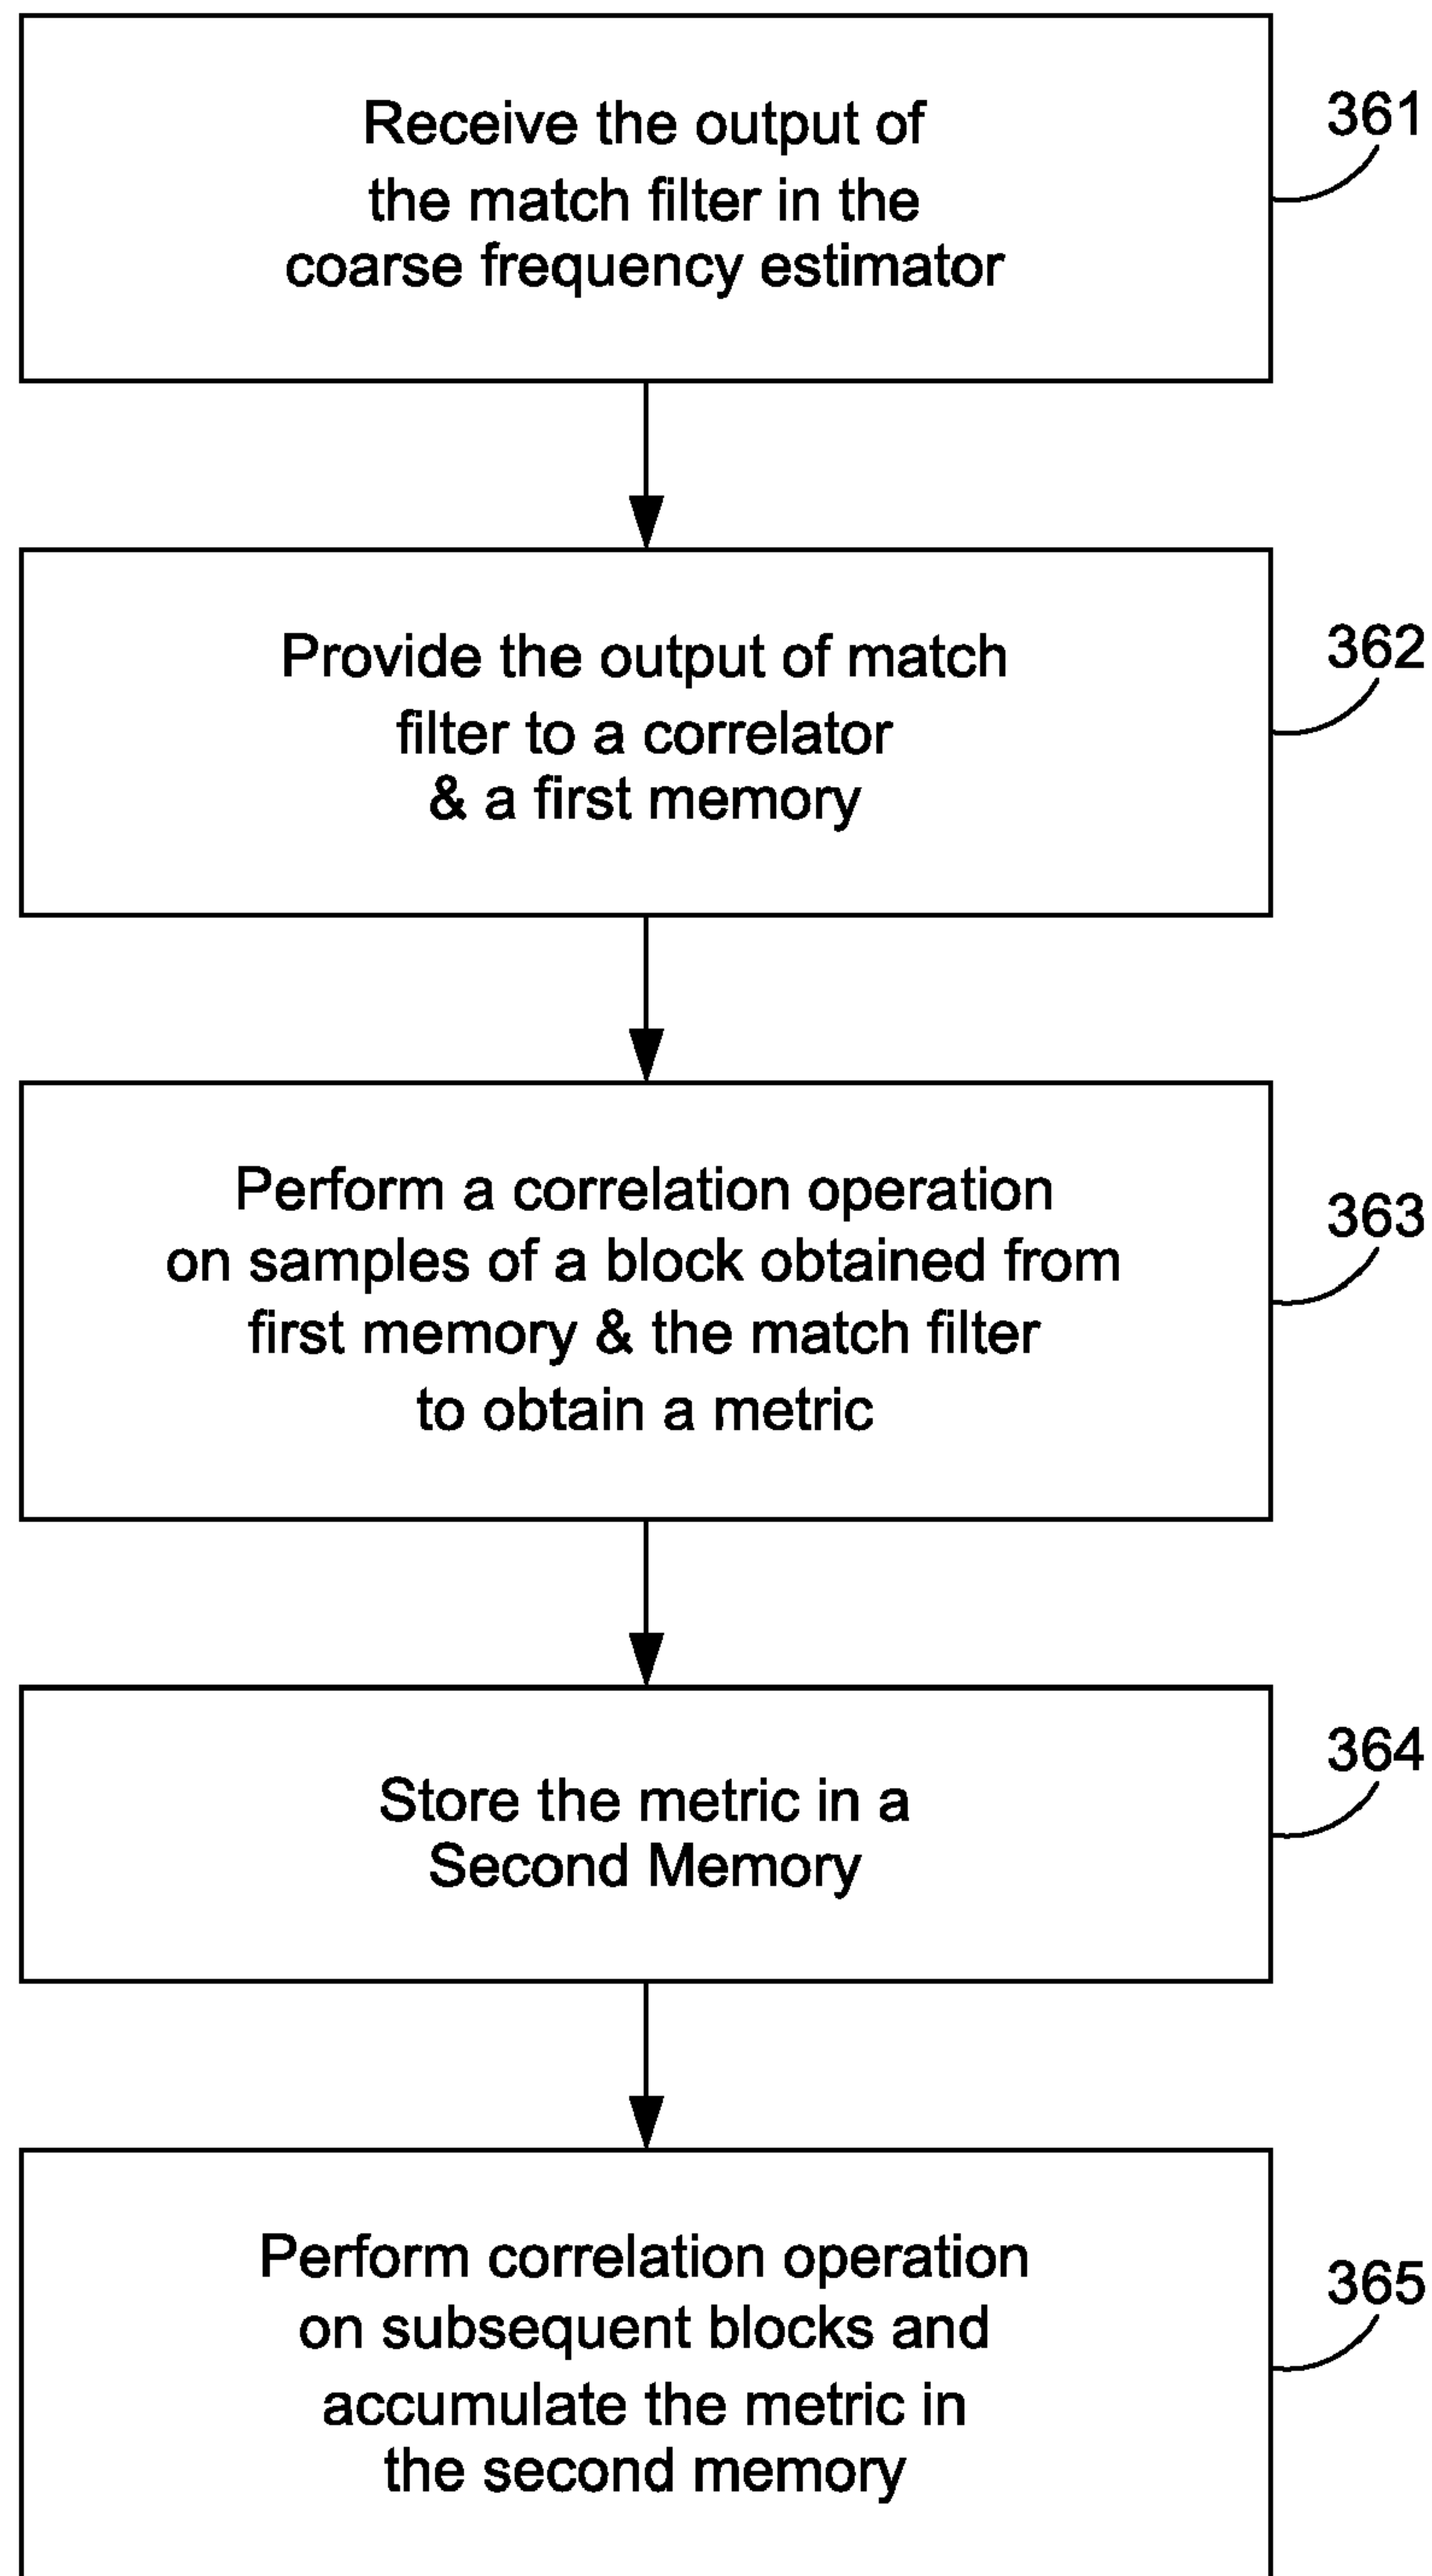 Receive the output of
the match filter in the
coarse frequency estimator
361
Provide the output of match
filter to a correlator
& a first memory
362
Perform a correlation operation
on samples of a block obtained from
first memory & the match filter
to obtain a metric
363
Store the metric in a
Second Memory
364
Perform correlation operation
on subsequent blocks and
accumulate the metric in
the second memory
365